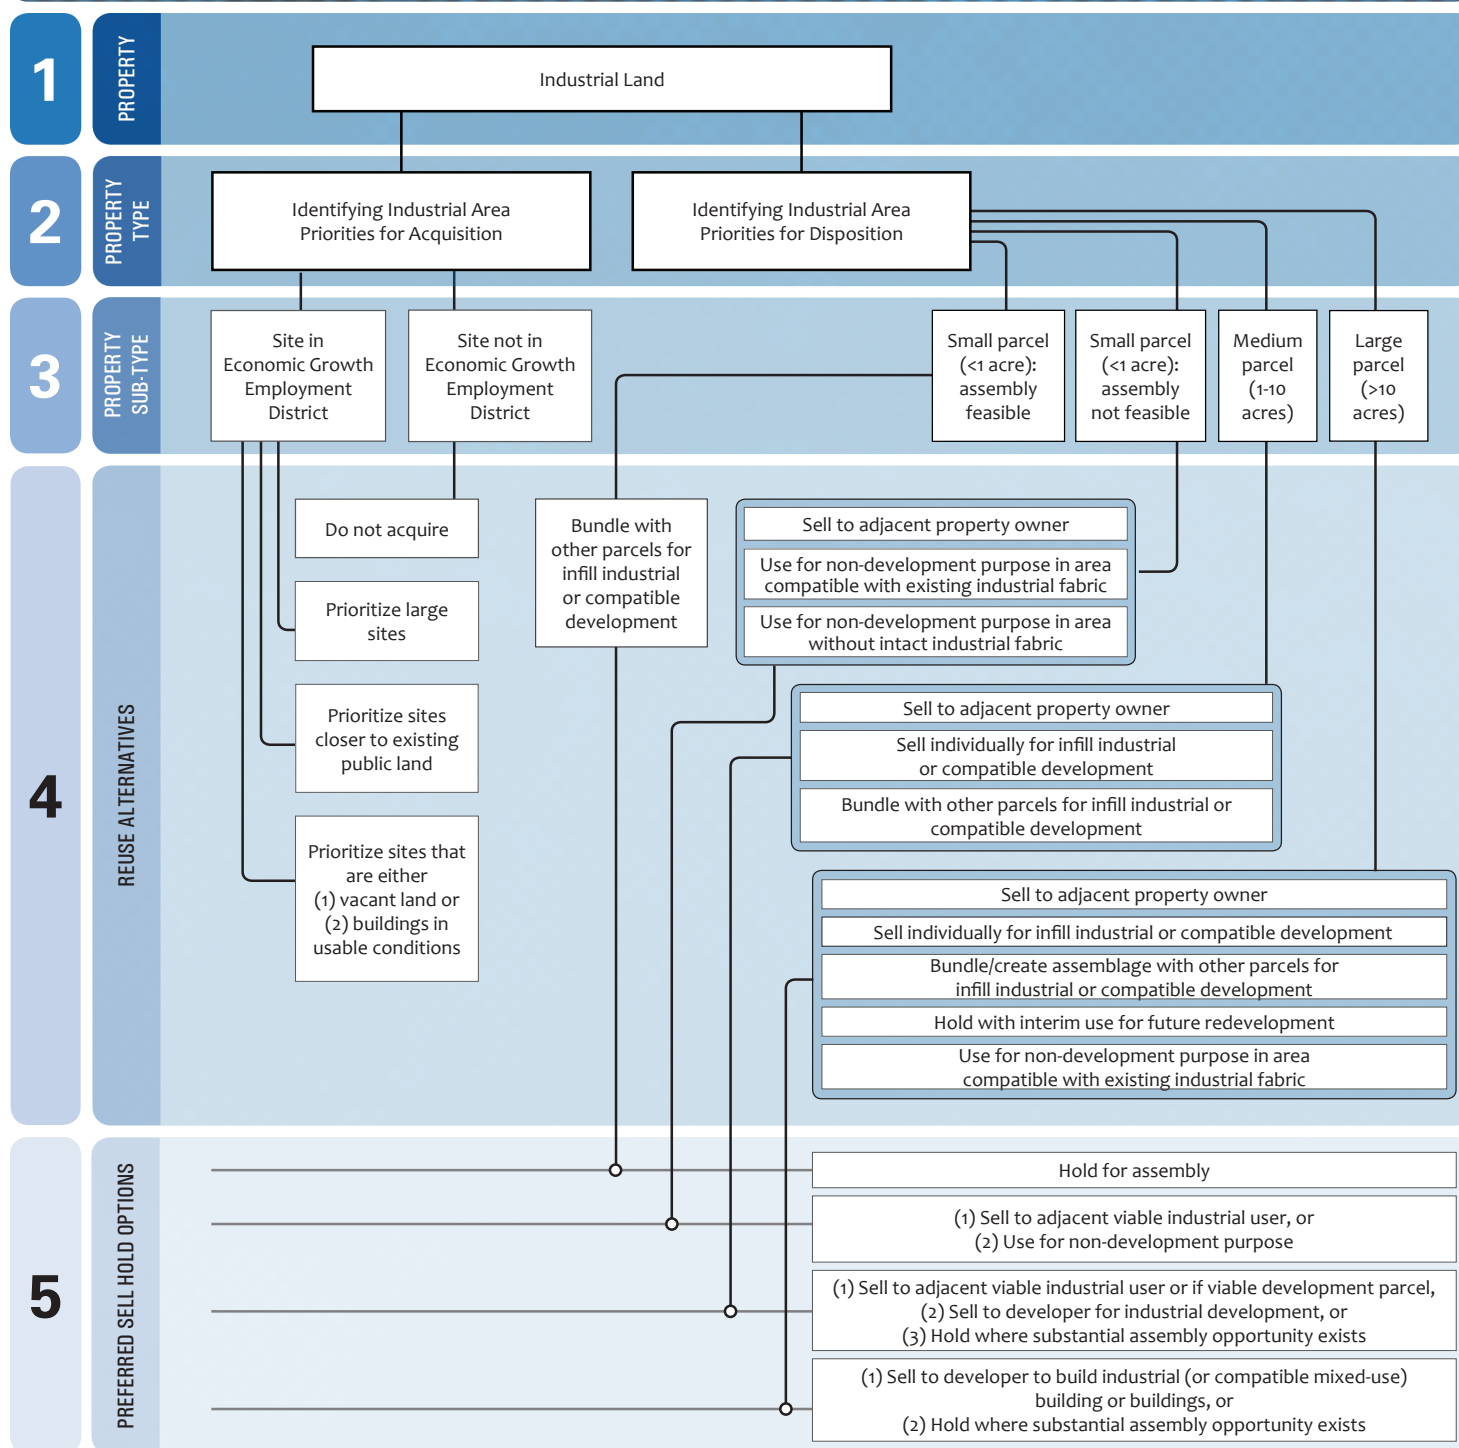 1
PROPERTY
Industrial Land
2
PROPERTY
TYPE
Identifying Industrial Area
Priorities for Acquisition
Identifying Industrial Area
Priorities for Disposition
3
PROPERTY
SUB-TYPE
Site in
Economic Growth
Employment
District
Site not in
Economic Growth
Employment
District
Small parcel
(<1 acre):
assembly
feasible
Small parcel
(<1 acre):
assembly
not feasible
Medium
parcel
(1-10
acres)
Large
parcel
(>10
acres)
4
REUSE ALTERNATIVES
Do not acquire
Prioritize large
sites
Prioritize sites
closer to existing
public land
Prioritize sites that
are either
(1) vacant land or
(2) buildings in
usable conditions
Bundle with
other parcels for
infill industrial
or compatible
development
Sell to adjacent property owner
Use for non-development purpose in area
compatible with existing industrial fabric
Use for non-development purpose in area
without intact industrial fabric
Sell to adjacent property owner
Sell individually for infill industrial
or compatible development
Bundle with other parcels for infill industrial or
compatible development
Sell to adjacent property owner
Sell individually for infill industrial or compatible development
Bundle/create assemblage with other parcels for
infill industrial or compatible development
Hold with interim use for future redevelopment
Use for non-development purpose in area
compatible with existing industrial fabric
5
PREFERRED SELL HOLD OPTIONS
Hold for assembly
(1) Sell to adjacent viable industrial user, or
(2) Use for non-development purpose
(1) Sell to adjacent viable industrial user or if viable development parcel,
(2) Sell to developer for industrial development, or
(3) Hold where substantial assembly opportunity exists
(1) Sell to developer to build industrial (or compatible mixed-use)
building or buildings, or
(2) Hold where substantial assembly opportunity exists